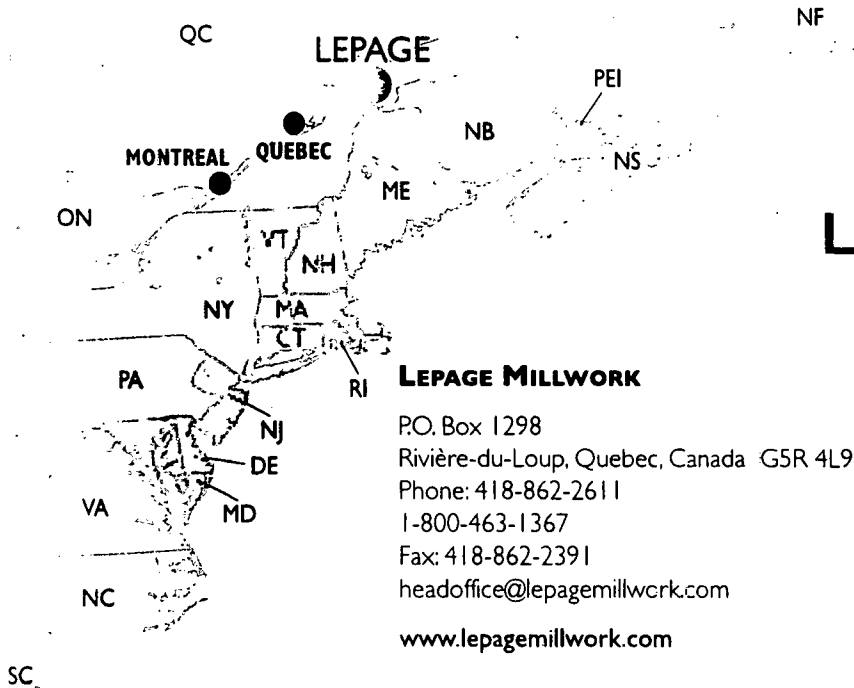 NF
QC
LEPAGE
PEI
NB
QUEBEC
MONTREAL
NS
ME
ON
L
VT
NH
NY
MA
CT
PA
RI
LEPAGE MILLWORK
NJ
P.O. Box 1298
DE
Rivière-du-Loup, Quebec, Canada G5R 4L9
VA
MD
Phone: 418-862-2611
1-800-463-1367
Fax: 418-862-2391
NC
headoffice@lepagemillwork.com
www.lepagemillwork.com
SC